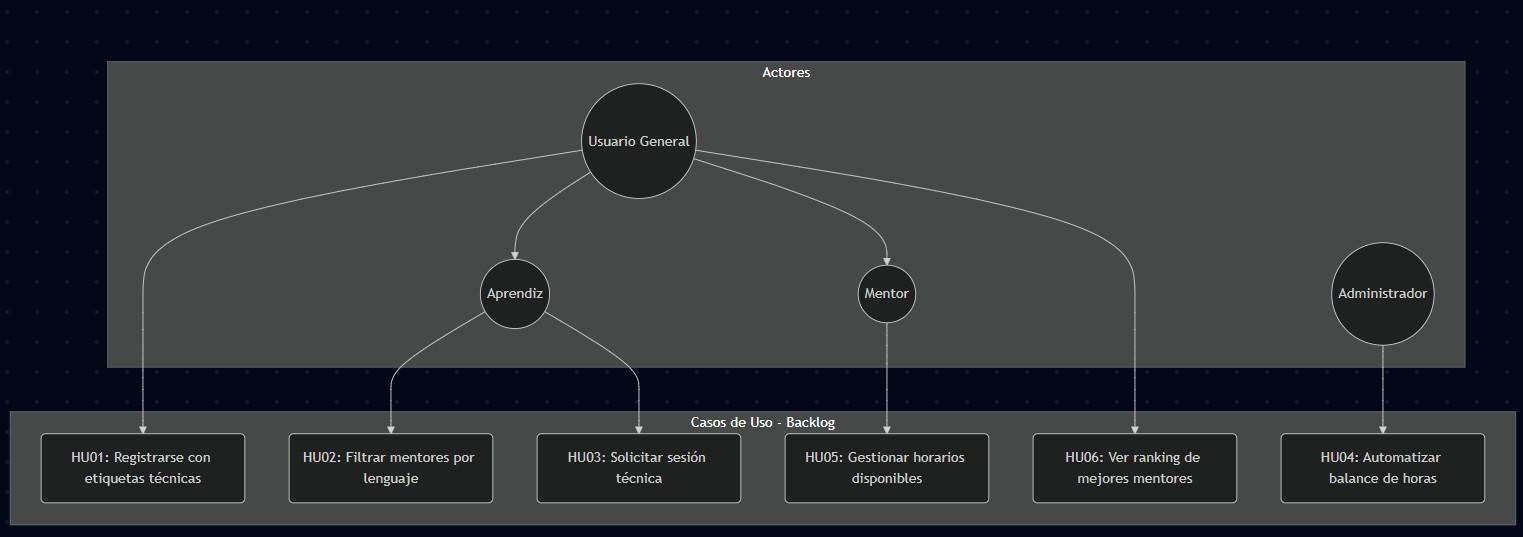 Actores
Usuario General
Aprendiz
Mentor
Administrador
Casos de Uso - Backlog
HU01: Registrarse con
etiquetas técnicas
HU02: Filtrar mentores por
lenguaje
HU03: Solicitar sesión
técnica
HU05: Gestionar horarios
disponibles
HU06: Ver ranking de
mejores mentores
HU04: Automatizar
balance de horas